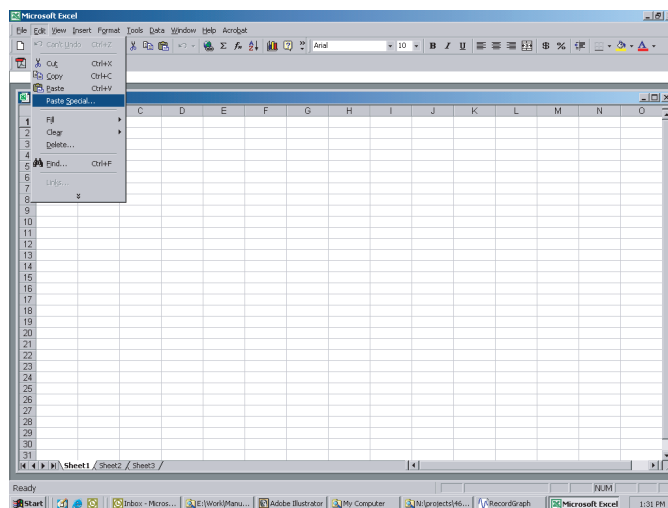 Microsoft Excel
File Edit View Insert Format Tools Data Window Help Acrobat
Can't Undo Ctrl+Z
Arial 10 B I U $ %
Cut Ctrl+X
Copy Ctrl+C
Paste Ctrl+V
Paste Special...
Fill
Clear
Delete...
Find... Ctrl+F
Links...
C D E F G H I J K L M N O
1
2
3
4
5
6
7
8
9
10
11
12
13
14
15
16
17
18
19
20
21
22
23
24
25
26
27
28
29
30
31
Sheet1 Sheet2 Sheet3
Ready NUM
Start Inbox - Micros... E:\Work\Manu... Adobe Illustrator My Computer N:\projects\46... RecordGraph Microsoft Excel 1:31 PM